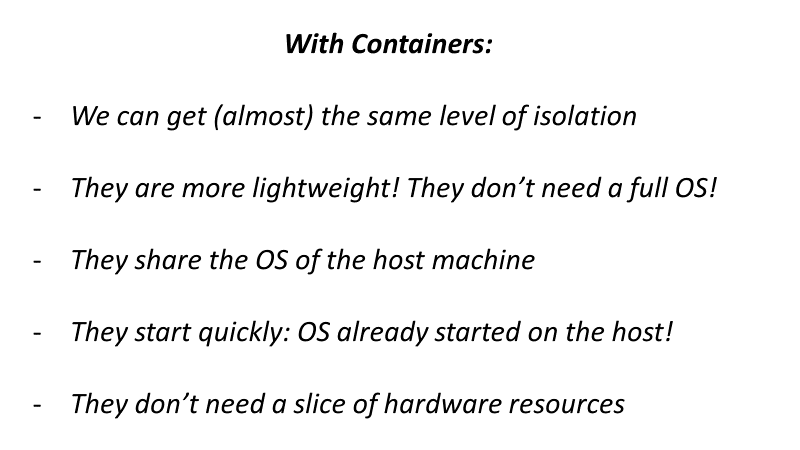 With Containers:
- We can get (almost) the same level of isolation
- They are more lightweight! They don’t need a full OS!
- They share the OS of the host machine
- They start quickly: OS already started on the host!
- They don’t need a slice of hardware resources